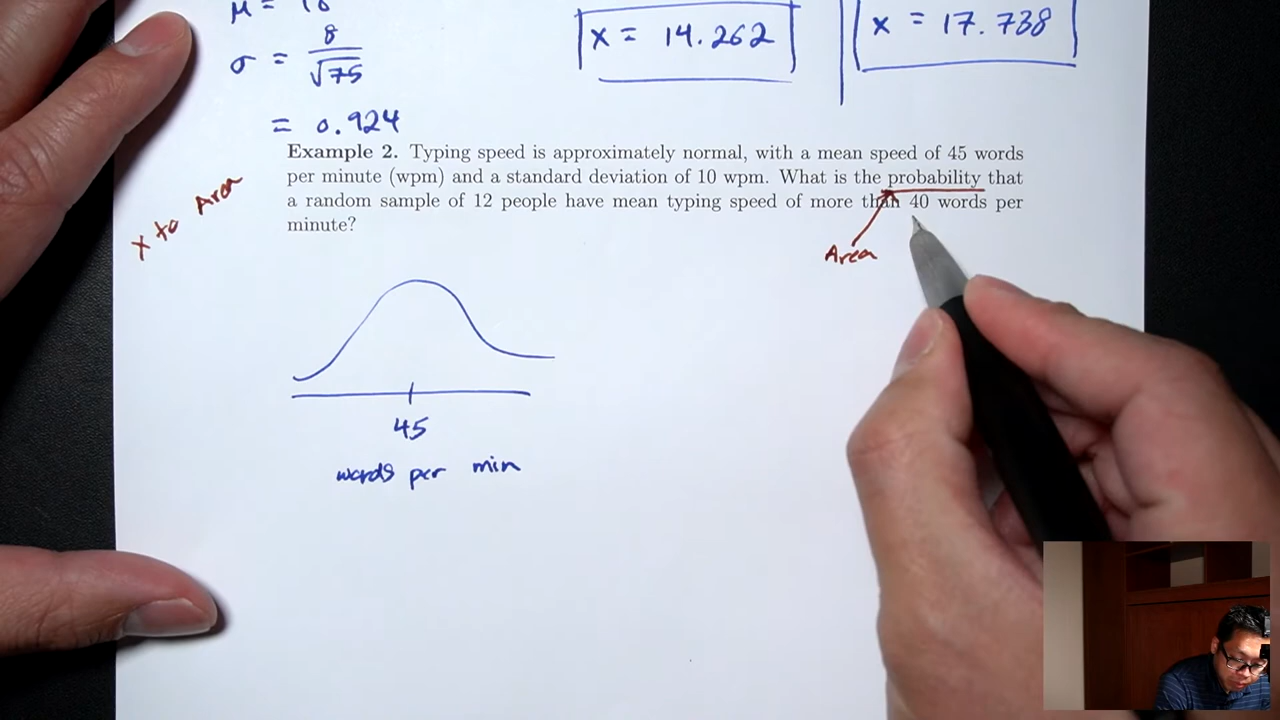 μ = 18
σ = 8/√75
= 0.924
x = 14.262
x = 17.738
Example 2. Typing speed is approximately normal, with a mean speed of 45 words
per minute (wpm) and a standard deviation of 10 wpm. What is the probability that
a random sample of 12 people have mean typing speed of more than 40 words per
minute?
x to Area
Area
45
words per min